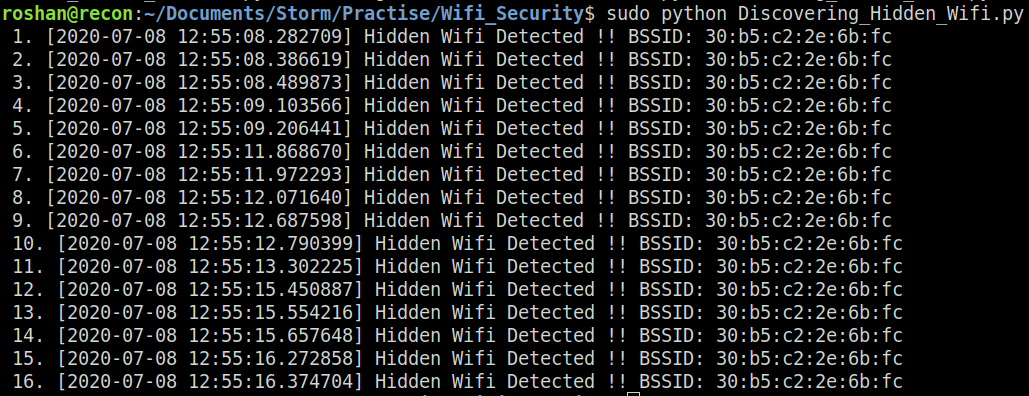 roshan@recon:~/Documents/Storm/Practise/Wifi_Security$ sudo python Discovering_Hidden_Wifi.py
1. [2020-07-08 12:55:08.282709] Hidden Wifi Detected !! BSSID: 30:b5:c2:2e:6b:fc
2. [2020-07-08 12:55:08.386619] Hidden Wifi Detected !! BSSID: 30:b5:c2:2e:6b:fc
3. [2020-07-08 12:55:08.489873] Hidden Wifi Detected !! BSSID: 30:b5:c2:2e:6b:fc
4. [2020-07-08 12:55:09.103566] Hidden Wifi Detected !! BSSID: 30:b5:c2:2e:6b:fc
5. [2020-07-08 12:55:09.206441] Hidden Wifi Detected !! BSSID: 30:b5:c2:2e:6b:fc
6. [2020-07-08 12:55:11.868670] Hidden Wifi Detected !! BSSID: 30:b5:c2:2e:6b:fc
7. [2020-07-08 12:55:11.972293] Hidden Wifi Detected !! BSSID: 30:b5:c2:2e:6b:fc
8. [2020-07-08 12:55:12.071640] Hidden Wifi Detected !! BSSID: 30:b5:c2:2e:6b:fc
9. [2020-07-08 12:55:12.687598] Hidden Wifi Detected !! BSSID: 30:b5:c2:2e:6b:fc
10. [2020-07-08 12:55:12.790399] Hidden Wifi Detected !! BSSID: 30:b5:c2:2e:6b:fc
11. [2020-07-08 12:55:13.302225] Hidden Wifi Detected !! BSSID: 30:b5:c2:2e:6b:fc
12. [2020-07-08 12:55:15.450887] Hidden Wifi Detected !! BSSID: 30:b5:c2:2e:6b:fc
13. [2020-07-08 12:55:15.554216] Hidden Wifi Detected !! BSSID: 30:b5:c2:2e:6b:fc
14. [2020-07-08 12:55:15.657648] Hidden Wifi Detected !! BSSID: 30:b5:c2:2e:6b:fc
15. [2020-07-08 12:55:16.272858] Hidden Wifi Detected !! BSSID: 30:b5:c2:2e:6b:fc
16. [2020-07-08 12:55:16.374704] Hidden Wifi Detected !! BSSID: 30:b5:c2:2e:6b:fc